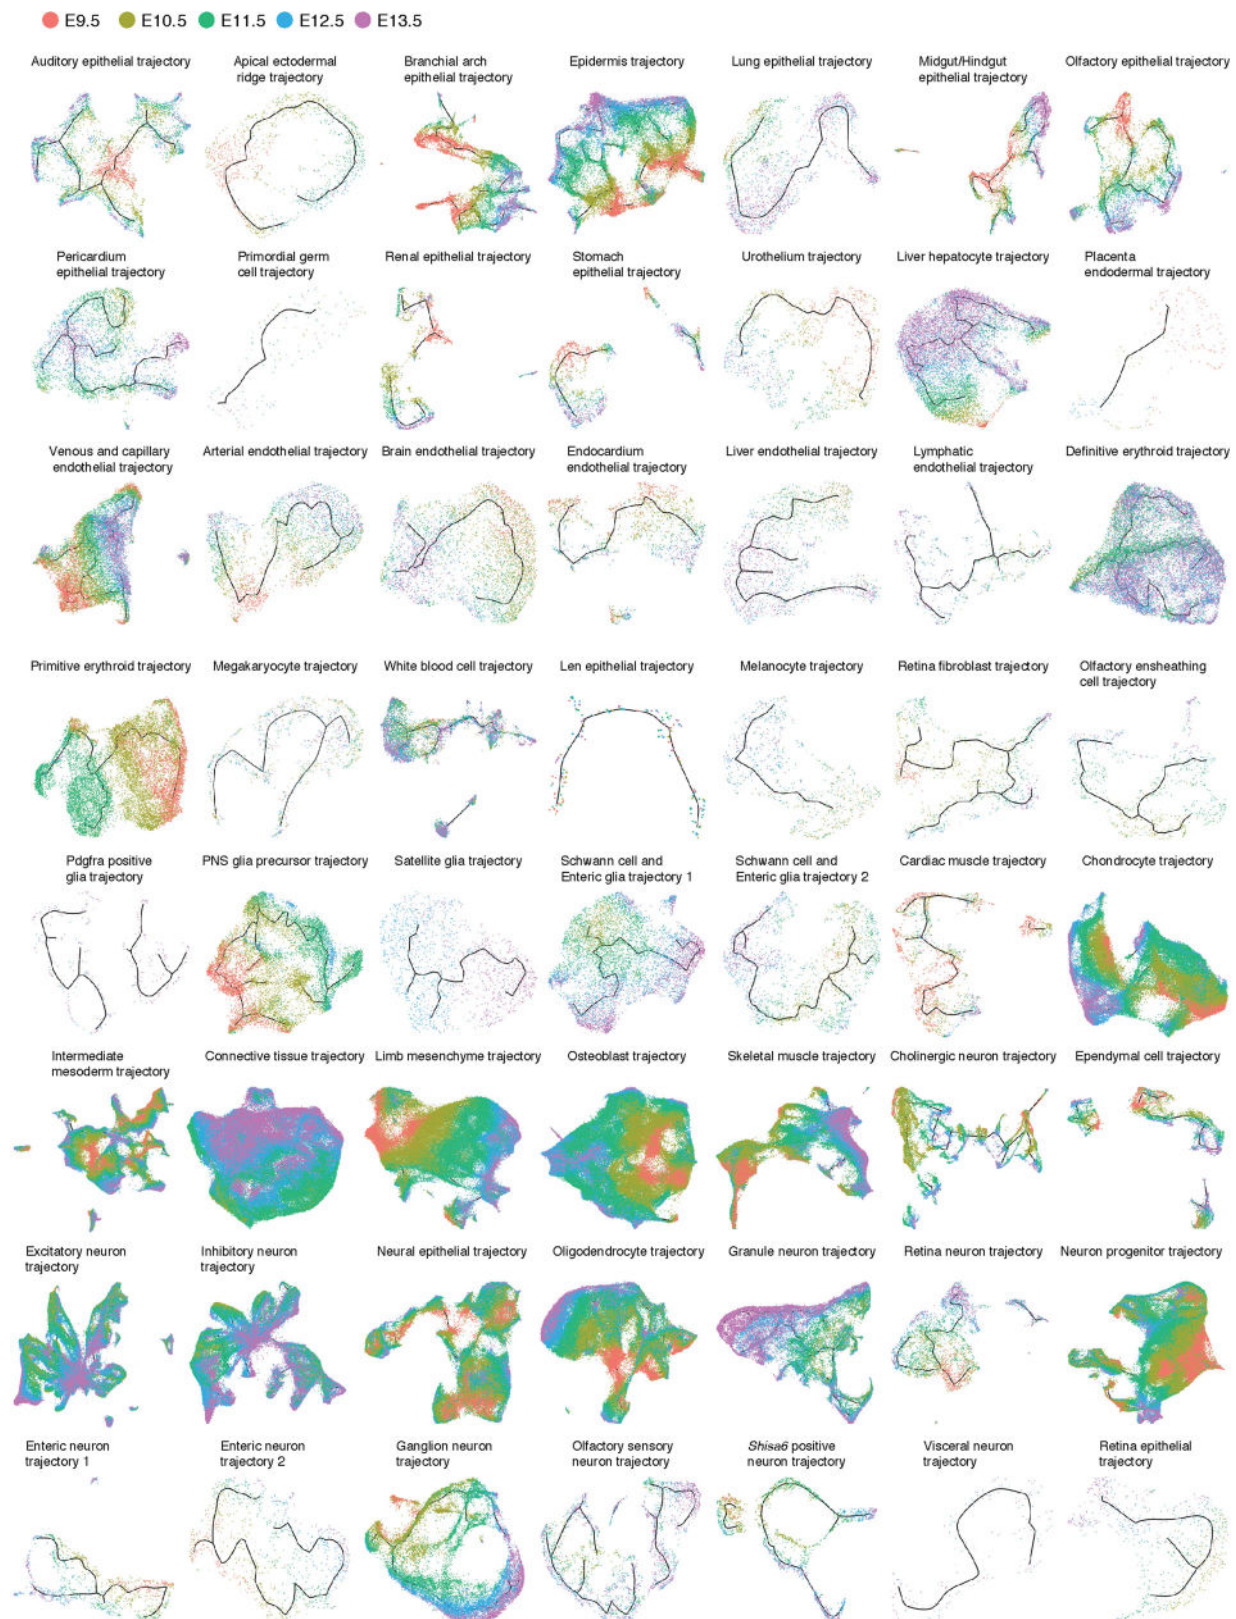 E9.5 E10.5 E11.5 E12.5 E13.5
Auditory epithelial trajectory
Apical ectodermal
ridge trajectory
Branchial arch
epithelial trajectory
Epidermis trajectory
Lung epithelial trajectory
Midgut/Hindgut
epithelial trajectory
Olfactory epithelial trajectory
Pericardium
epithelial trajectory
Primordial germ
cell trajectory
Renal epithelial trajectory
Stomach
epithelial trajectory
Urothelium trajectory
Liver hepatocyte trajectory
Placenta
endodermal trajectory
Venous and capillary
endothelial trajectory
Arterial endothelial trajectory
Brain endothelial trajectory
Endocardium
endothelial trajectory
Liver endothelial trajectory
Lymphatic
endothelial trajectory
Definitive erythroid trajectory
Primitive erythroid trajectory
Megakaryocyte trajectory
White blood cell trajectory
Len epithelial trajectory
Melanocyte trajectory
Retina fibroblast trajectory
Olfactory ensheathing
cell trajectory
Pdgfra positive
glia trajectory
PNS glia precursor trajectory
Satellite glia trajectory
Schwann cell and
Enteric glia trajectory 1
Schwann cell and
Enteric glia trajectory 2
Cardiac muscle trajectory
Chondrocyte trajectory
Intermediate
mesoderm trajectory
Connective tissue trajectory
Limb mesenchyme trajectory
Osteoblast trajectory
Skeletal muscle trajectory
Cholinergic neuron trajectory
Ependymal cell trajectory
Excitatory neuron
trajectory
Inhibitory neuron
trajectory
Neural epithelial trajectory
Oligodendrocyte trajectory
Granule neuron trajectory
Retina neuron trajectory
Neuron progenitor trajectory
Enteric neuron
trajectory 1
Enteric neuron
trajectory 2
Ganglion neuron
trajectory
Olfactory sensory
neuron trajectory
Shisa6 positive
neuron trajectory
Visceral neuron
trajectory
Retina epithelial
trajectory